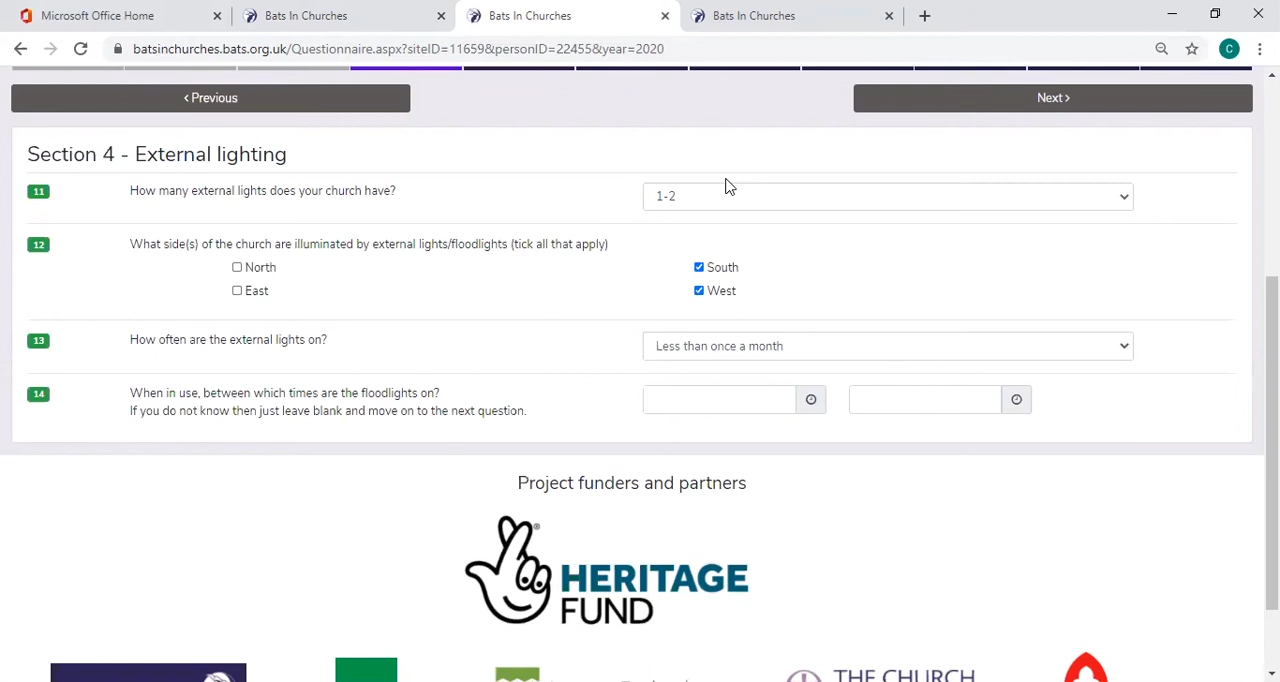 Microsoft Office Home
Bats In Churches
Bats In Churches
Bats In Churches
batsinchurches.bats.org.uk/Questionnaire.aspx?siteID=11659&personID=22455&year=2020
C
‹ Previous
Next ›
Section 4 - External lighting
11 How many external lights does your church have? 1-2
12 What side(s) of the church are illuminated by external lights/floodlights (tick all that apply)
North South
East West
13 How often are the external lights on? Less than once a month
14 When in use, between which times are the floodlights on?
If you do not know then just leave blank and move on to the next question.
Project funders and partners
HERITAGE
FUND
THE CHURCH